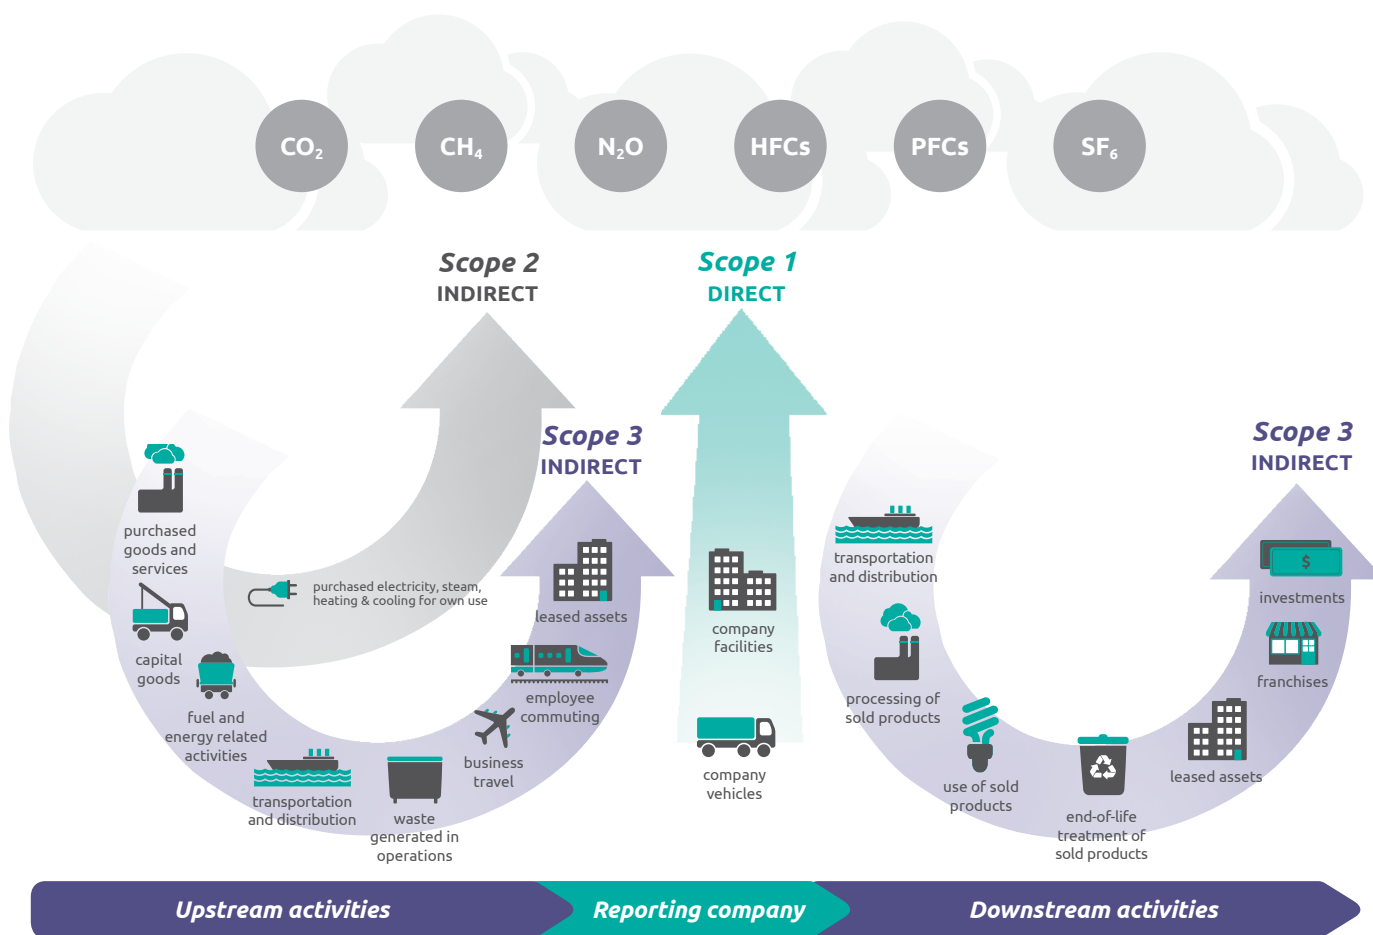 CO₂
CH₄
N₂O
HFCs
PFCs
SF₆
Scope 2
INDIRECT
Scope 1
DIRECT
Scope 3
INDIRECT
Scope 3
INDIRECT
purchased
goods and
services
capital
goods
fuel and
energy related
activities
transportation
and distribution
waste
generated in
operations
business
travel
employee
commuting
leased assets
purchased electricity, steam,
heating & cooling for own use
company
facilities
company
vehicles
transportation
and distribution
processing of
sold products
use of sold
products
end-of-life
treatment of
sold products
leased assets
franchises
$
investments
Upstream activities
Reporting company
Downstream activities